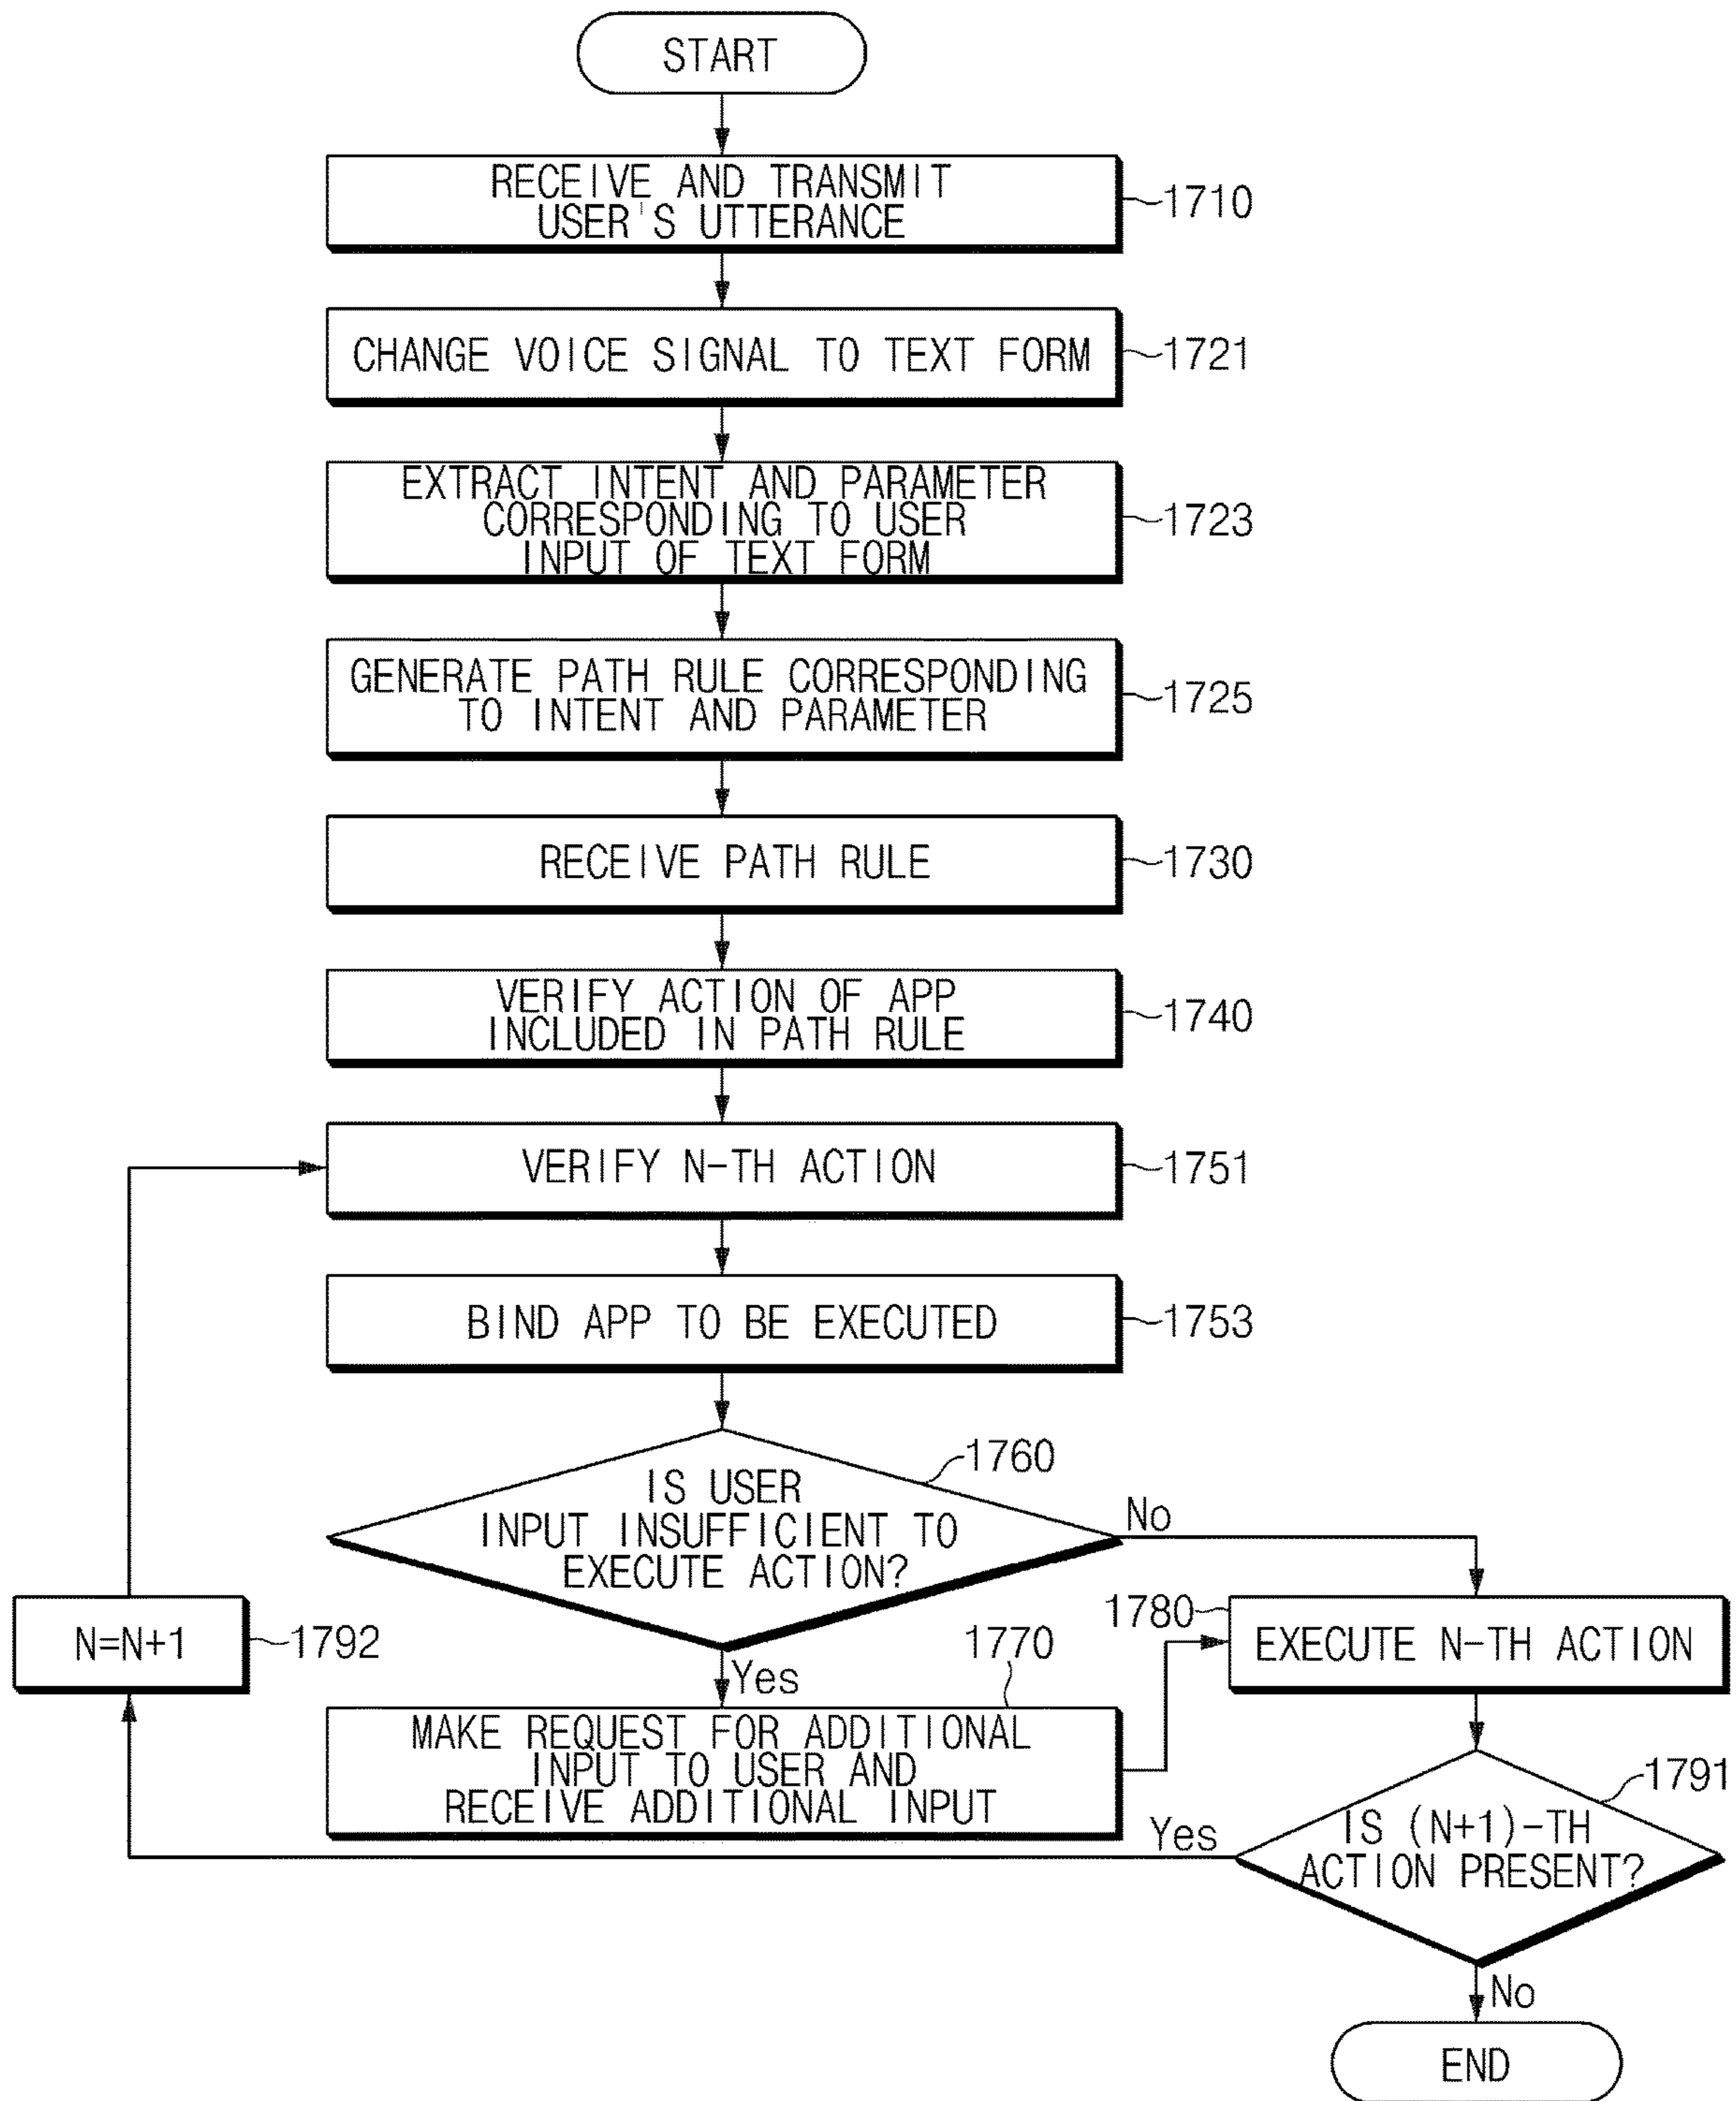 START
RECEIVE AND TRANSMIT
USER'S UTTERANCE
1710
CHANGE VOICE SIGNAL TO TEXT FORM
1721
EXTRACT INTENT AND PARAMETER
CORRESPONDING TO USER
INPUT OF TEXT FORM
1723
GENERATE PATH RULE CORRESPONDING
TO INTENT AND PARAMETER
1725
RECEIVE PATH RULE
1730
VERIFY ACTION OF APP
INCLUDED IN PATH RULE
1740
VERIFY N-TH ACTION
1751
BIND APP TO BE EXECUTED
1753
1760
IS USER
INPUT INSUFFICIENT TO
EXECUTE ACTION?
No
Yes
1770
MAKE REQUEST FOR ADDITIONAL
INPUT TO USER AND
RECEIVE ADDITIONAL INPUT
1780
EXECUTE N-TH ACTION
1791
IS (N+1)-TH
ACTION PRESENT?
Yes
N=N+1
1792
No
END